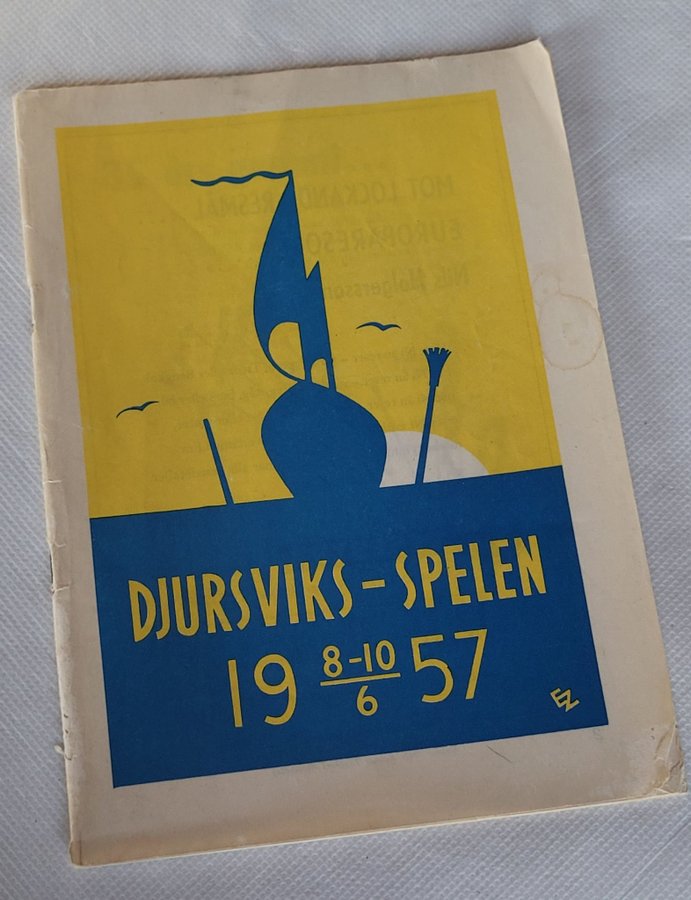 DJURSVIKS-SPELEN
19 8-10/6 57
EZ